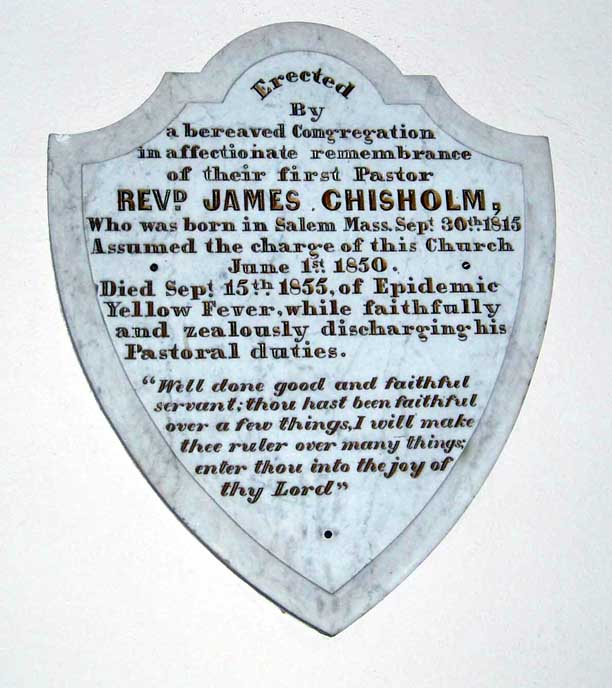 Erected
By
a bereaved Congregation
in affectionate remembrance
of their first Pastor
REVD JAMES CHISHOLM,
Who was born in Salem Mass. Sept 30th 1815
Assumed the charge of this Church
June 1st 1850.
Died Sept 15th 1855, of Epidemic
Yellow Fever, while faithfully
and zealously discharging his
Pastoral duties.
"Well done good and faithful
servant; thou hast been faithful
over a few things, I will make
thee ruler over many things;
enter thou into the joy of
thy Lord"